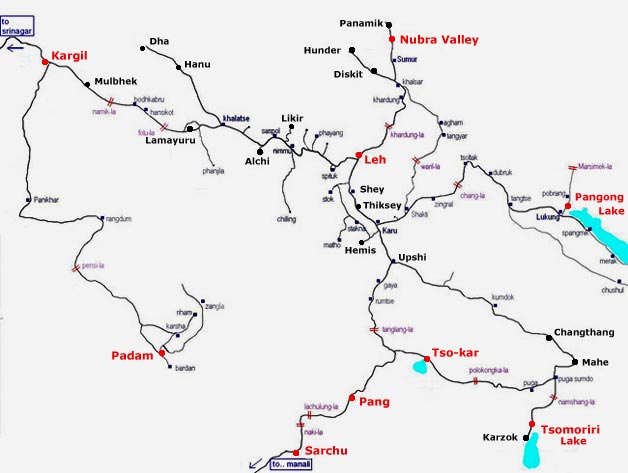 to
srinagar
Panamik
Nubra Valley
Kargil
Dha
Hunder
Sumur
Hanu
Diskit
khalsar
Mulbhek
bodhkabru
khardung
namik-la
hansikot
Likir
agham
fotu-la
khalatse
saspol
phayang
khardung-la
tangyar
Lamayuru
nimmu
Alchi
Leh
wari-la
tsoltak
Marsimek-la
phanjila
spituk
dubruk
Shey
chang-la
pobrang
Pangong
Lake
Panikhar
stok
Thiksey
zingral
tangtse
chilling
Shakti
Lukung
rangdum
stakna
Karu
spangmik
matho
Hemis
merak
pensi-la
Upshi
chushul
gaya
zangla
rumtse
kumdok
riham
karsha
tanglang-la
Changthang
Padam
Tso-kar
Mahe
bardan
polokongka-la
puga sumdo
puga
Pang
namshang-la
lachulung-la
Tsomoriri
Lake
naki-la
Karzok
Sarchu
to.. manali